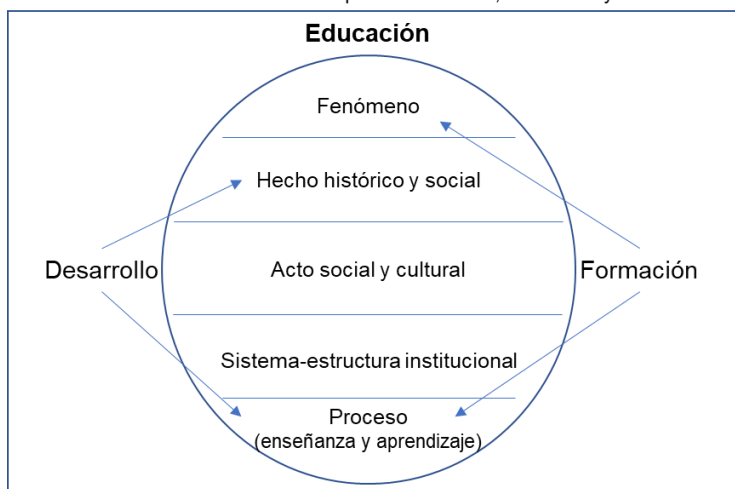 Educación
Fenómeno
Hecho histórico y social
Desarrollo
Acto social y cultural
Formación
Sistema-estructura institucional
Proceso
(enseñanza y aprendizaje)